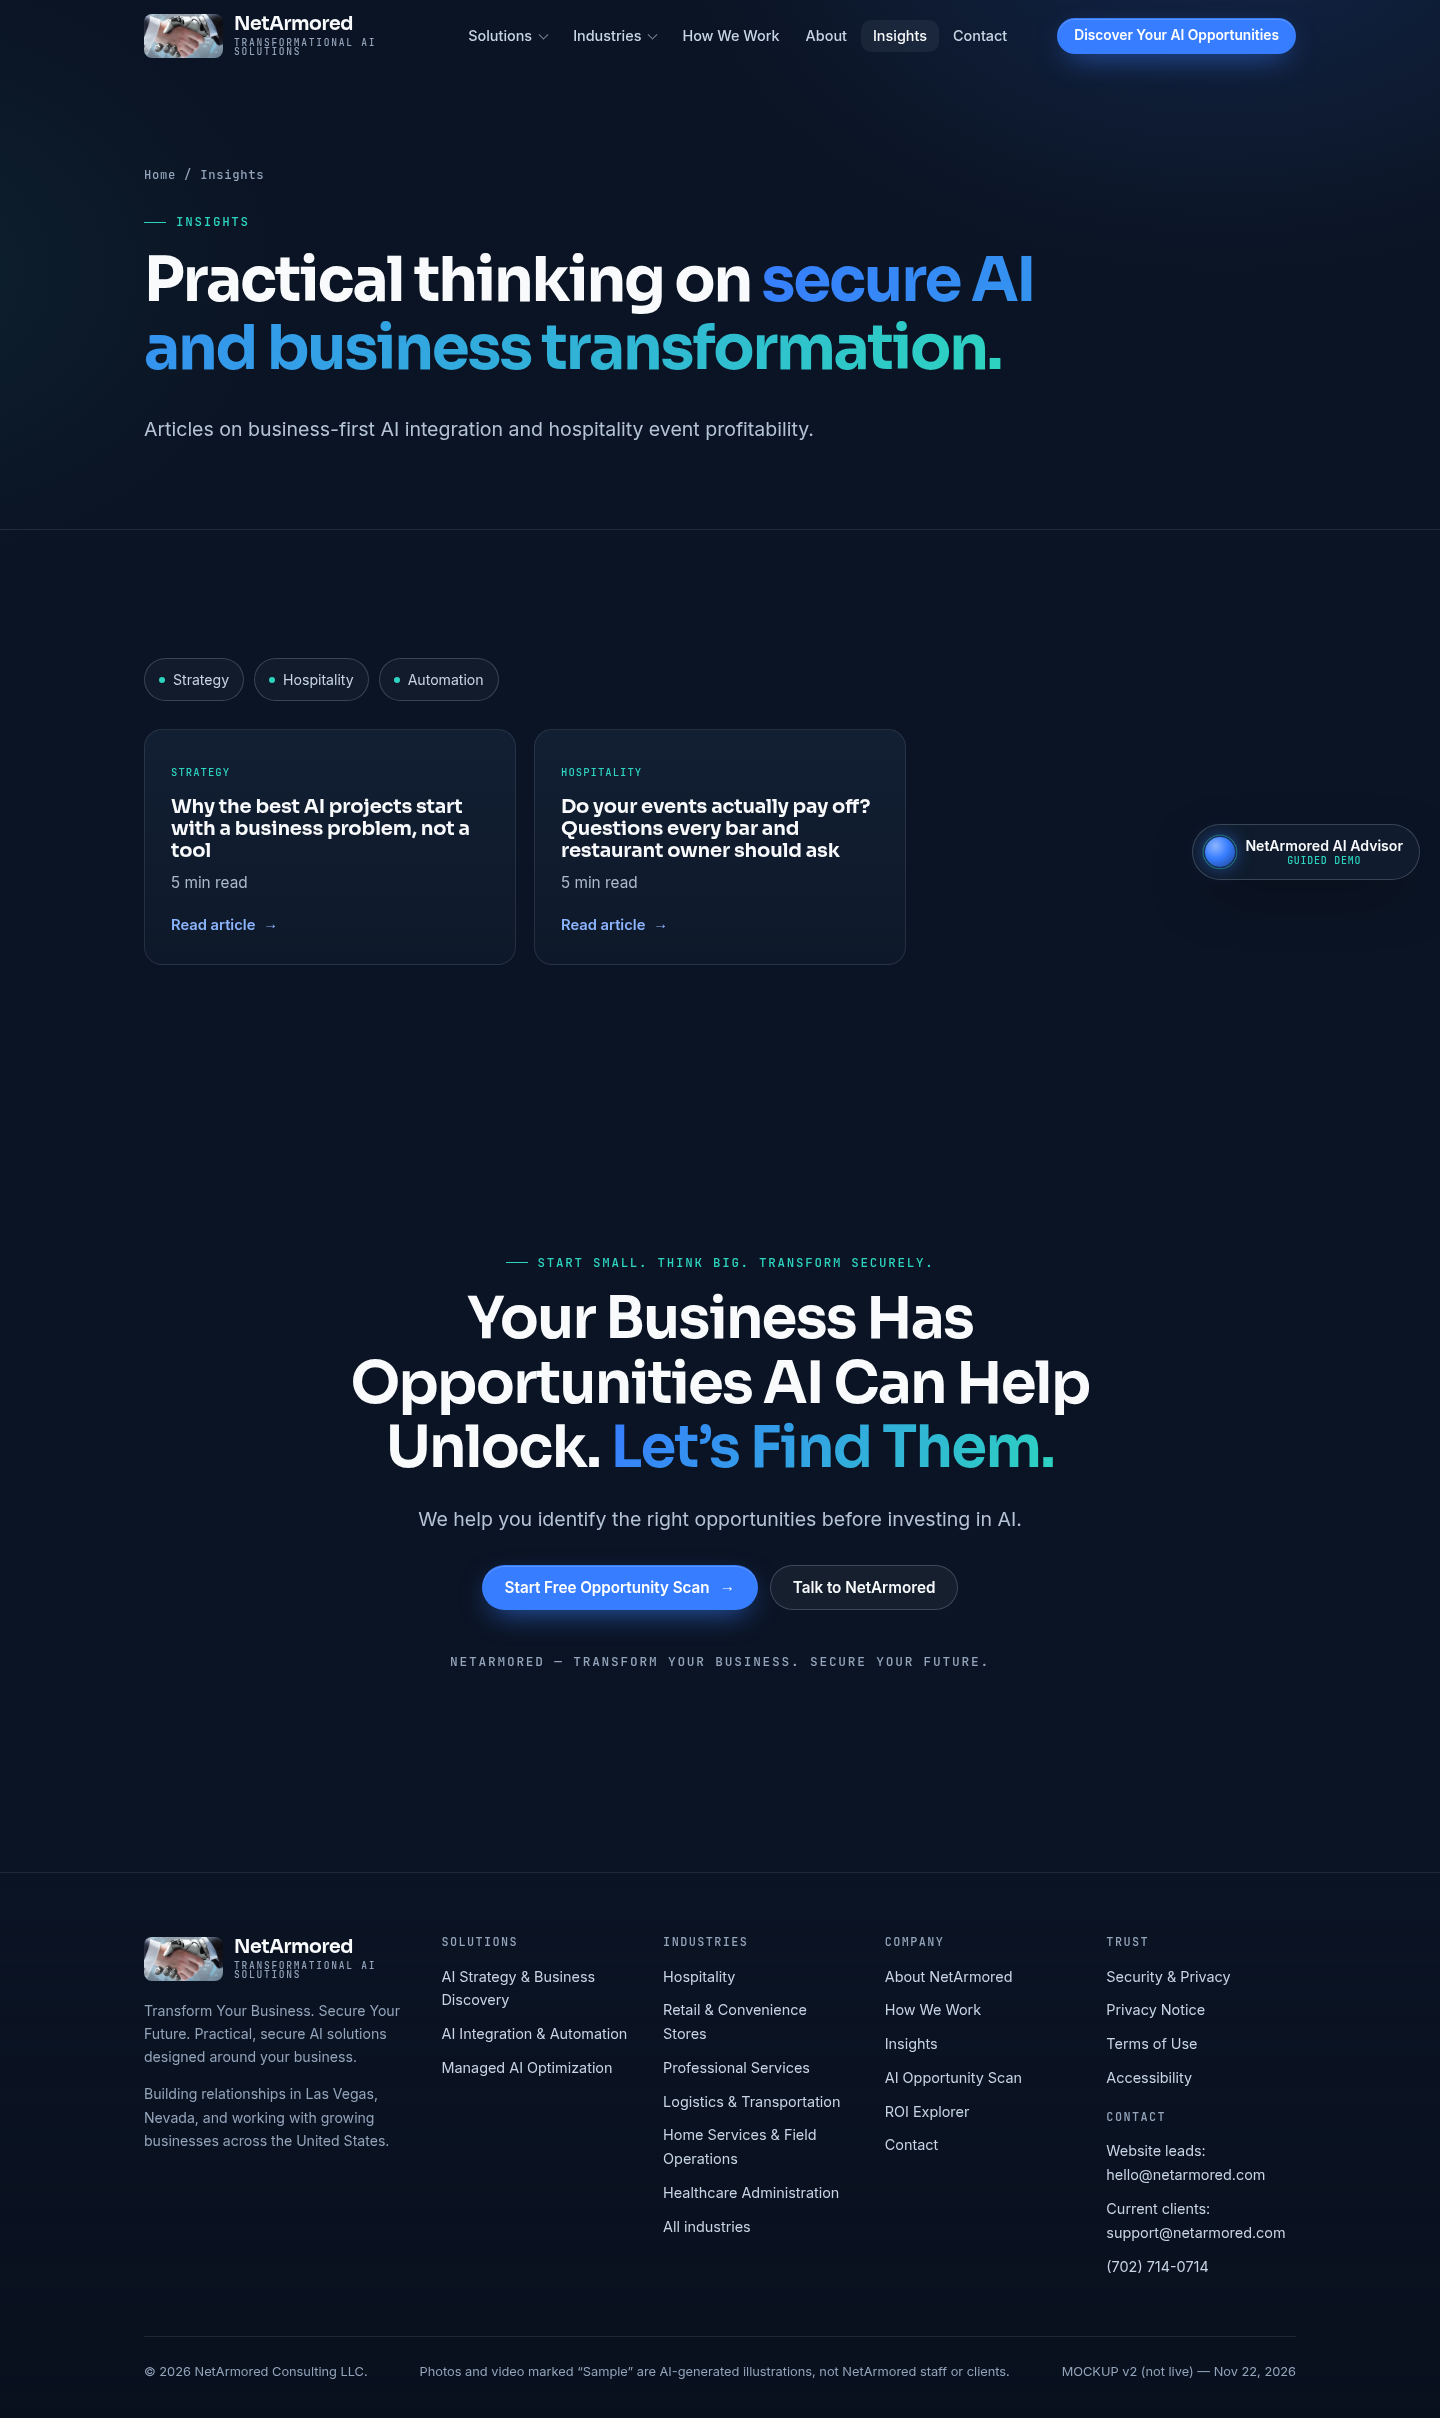 NetArmored
TRANSFORMATIONAL AI
SOLUTIONS
Solutions
Industries
How We Work
About
Insights
Contact
Discover Your AI Opportunities
Home / Insights
INSIGHTS
Practical thinking on secure AI
and business transformation.
Articles on business-first AI integration and hospitality event profitability.
Strategy
Hospitality
Automation
STRATEGY
Why the best AI projects start
with a business problem, not a
tool
5 min read
Read article →
HOSPITALITY
Do your events actually pay off?
Questions every bar and
restaurant owner should ask
5 min read
Read article →
NetArmored AI Advisor
GUIDED DEMO
START SMALL. THINK BIG. TRANSFORM SECURELY.
Your Business Has
Opportunities AI Can Help
Unlock. Let’s Find Them.
We help you identify the right opportunities before investing in AI.
Start Free Opportunity Scan →
Talk to NetArmored
NETARMORED — TRANSFORM YOUR BUSINESS. SECURE YOUR FUTURE.
NetArmored
TRANSFORMATIONAL AI
SOLUTIONS
Transform Your Business. Secure Your
Future. Practical, secure AI solutions
designed around your business.
Building relationships in Las Vegas,
Nevada, and working with growing
businesses across the United States.
SOLUTIONS
AI Strategy & Business
Discovery
AI Integration & Automation
Managed AI Optimization
INDUSTRIES
Hospitality
Retail & Convenience
Stores
Professional Services
Logistics & Transportation
Home Services & Field
Operations
Healthcare Administration
All industries
COMPANY
About NetArmored
How We Work
Insights
AI Opportunity Scan
ROI Explorer
Contact
TRUST
Security & Privacy
Privacy Notice
Terms of Use
Accessibility
CONTACT
Website leads:
hello@netarmored.com
Current clients:
support@netarmored.com
(702) 714-0714
© 2026 NetArmored Consulting LLC.
Photos and video marked “Sample” are AI-generated illustrations, not NetArmored staff or clients.
MOCKUP v2 (not live) — Nov 22, 2026